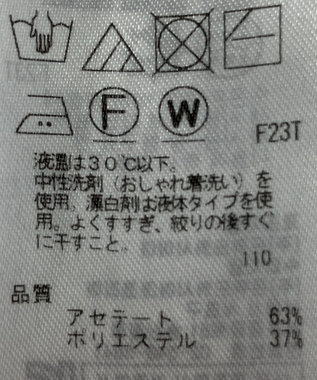 F
W
F23T
液温は30℃以下。
中性洗剤（おしゃれ着洗い）を
使用。漂白剤は液体タイプを使
用。よくすすぎ、絞りの後すぐ
に干すこと。
110
品質
アセテート 63%
ポリエステル 37%